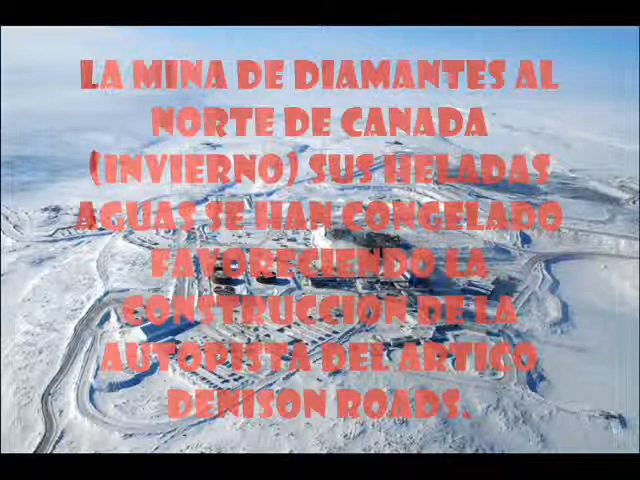 LA MINA DE DIAMANTES AL
NORTE DE CANADA
(INVIERNO) SUS HELADAS
AGUAS SE HAN CONGELADO
FAVORECIENDO LA
CONSTRUCCION DE LA
AUTOPISTA DEL ARTICO
DENISON ROADS.